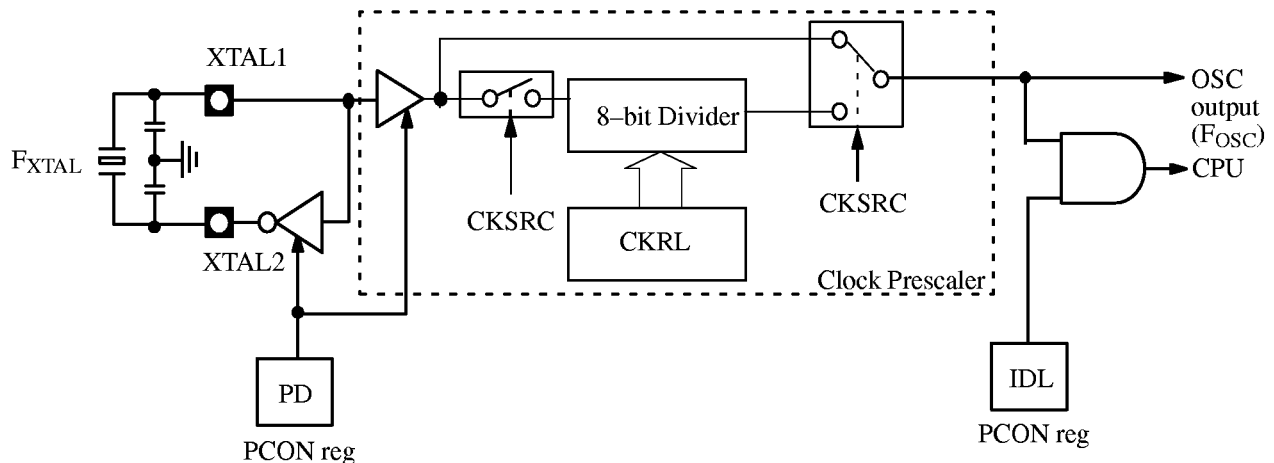 XTAL1
OSC
output
(FOSC)
8–bit Divider
FXTAL
CPU
CKSRC
CKSRC
CKRL
XTAL2
Clock Prescaler
PD
IDL
PCON reg
PCON reg